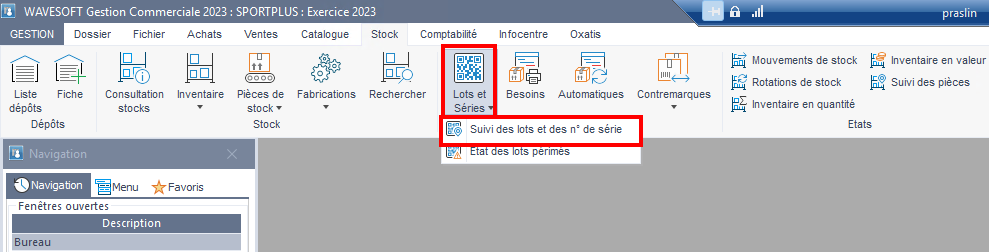 WAVESOFT Gestion Commerciale 2023 : SPORTPLUS : Exercice 2023
praslin
GESTION Dossier Fichier Achats Ventes Catalogue Stock Comptabilité Infocentre Oxatis
Liste dépôts
Fiche
Dépôts
Consultation stocks
Inventaire
Pièces de stock
Fabrications
Rechercher
Stock
Lots et Séries
Besoins
Automatiques
Contremarques
Mouvements de stock
Rotations de stock
Inventaire en quantité
Inventaire en valeur
Suivi des pièces
Etats
Suivi des lots et des n° de série
Etat des lots périmés
Navigation
Navigation Menu Favoris
Fenêtres ouvertes
Description
Bureau